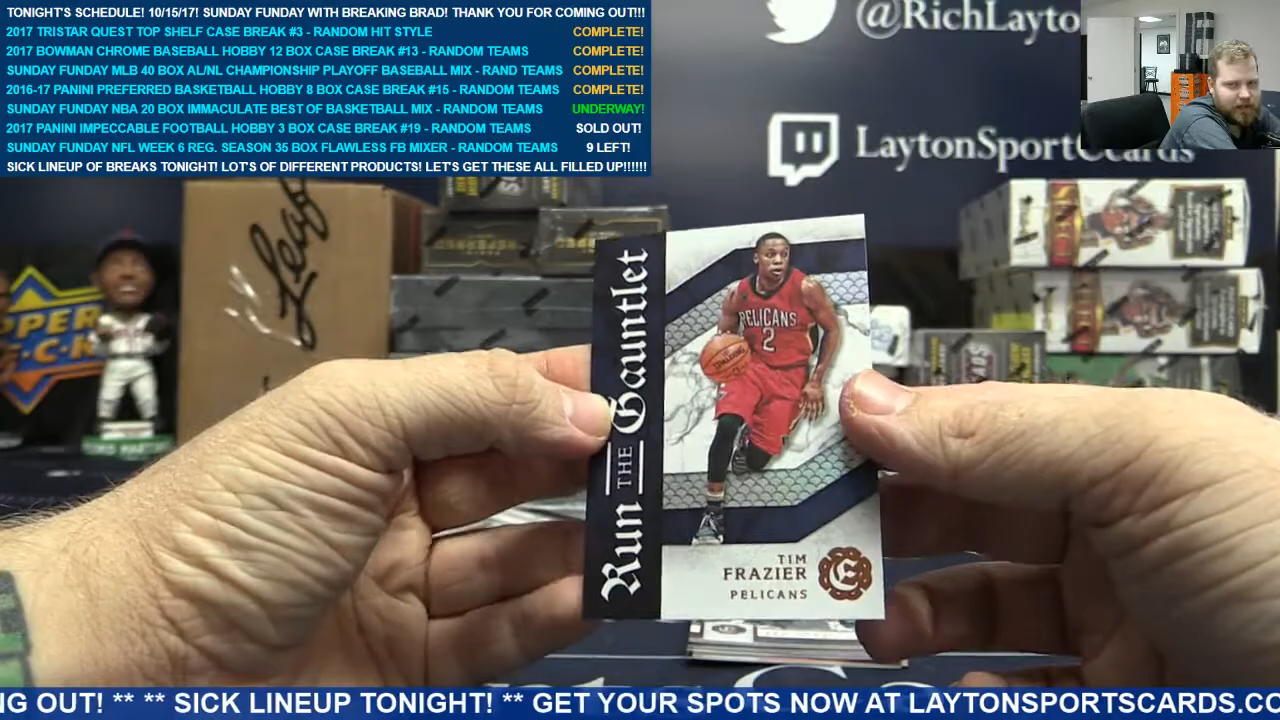 TONIGHT'S SCHEDULE! 10/15/17! SUNDAY FUNDAY WITH BREAKING BRAD! THANK YOU FOR COMING OUT!!!
2017 TRISTAR QUEST TOP SHELF CASE BREAK #3 - RANDOM HIT STYLE COMPLETE!
2017 BOWMAN CHROME BASEBALL HOBBY 12 BOX CASE BREAK #13 - RANDOM TEAMS COMPLETE!
SUNDAY FUNDAY MLB 40 BOX AL/NL CHAMPIONSHIP PLAYOFF BASEBALL MIX - RAND TEAMS COMPLETE!
2016-17 PANINI PREFERRED BASKETBALL HOBBY 8 BOX CASE BREAK #15 - RANDOM TEAMS COMPLETE!
SUNDAY FUNDAY NBA 20 BOX IMMACULATE BEST OF BASKETBALL MIX - RANDOM TEAMS UNDERWAY!
2017 PANINI IMPECCABLE FOOTBALL HOBBY 3 BOX CASE BREAK #19 - RANDOM TEAMS SOLD OUT!
SUNDAY FUNDAY NFL WEEK 6 REG. SEASON 35 BOX FLAWLESS FB MIXER - RANDOM TEAMS 9 LEFT!
SICK LINEUP OF BREAKS TONIGHT! LOT'S OF DIFFERENT PRODUCTS! LET'S GET THESE ALL FILLED UP!!!!!!
@RichLayto
LaytonSportCcards
Leaf
PPER
Run THE Gauntlet
PELICANS
2
SPALDING
TIM
FRAZIER
PELICANS
E
NG OUT! ** ** SICK LINEUP TONIGHT! ** GET YOUR SPOTS NOW AT LAYTONSPORTSCARDS.CO